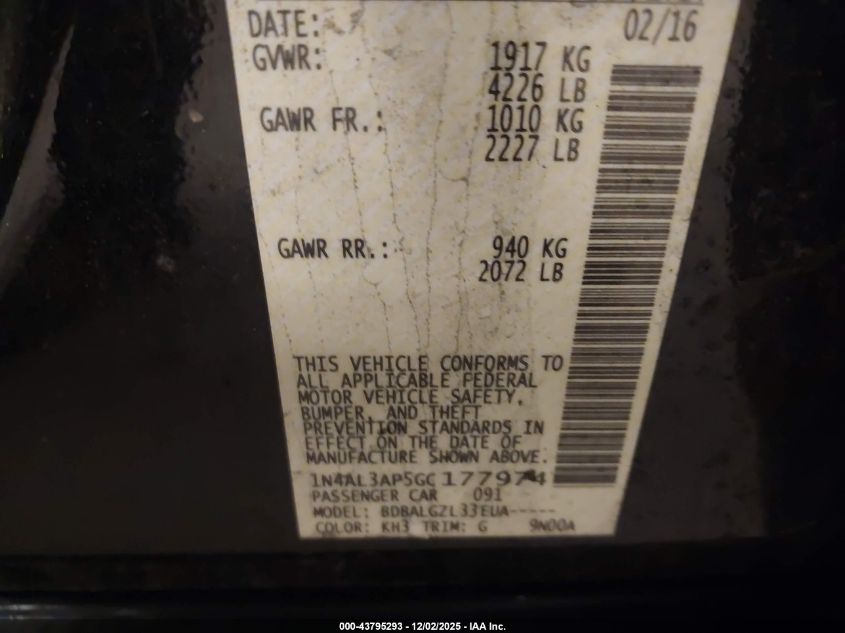 DATE: 02/16
GVWR: 1917 KG
4226 LB
GAWR FR.: 1010 KG
2227 LB
GAWR RR.: 940 KG
2072 LB
THIS VEHICLE CONFORMS TO
ALL APPLICABLE FEDERAL
MOTOR VEHICLE SAFETY,
BUMPER, AND THEFT
PREVENTION STANDARDS IN
EFFECT ON THE DATE OF
MANUFACTURE SHOWN ABOVE.
1N4AL3AP5GC177974
PASSENGER CAR 091
MODEL: BDBALGZL33EUA-----
COLOR: KH3 TRIM: G 9N00A
000-43795293 - 12/02/2025 - IAA Inc.